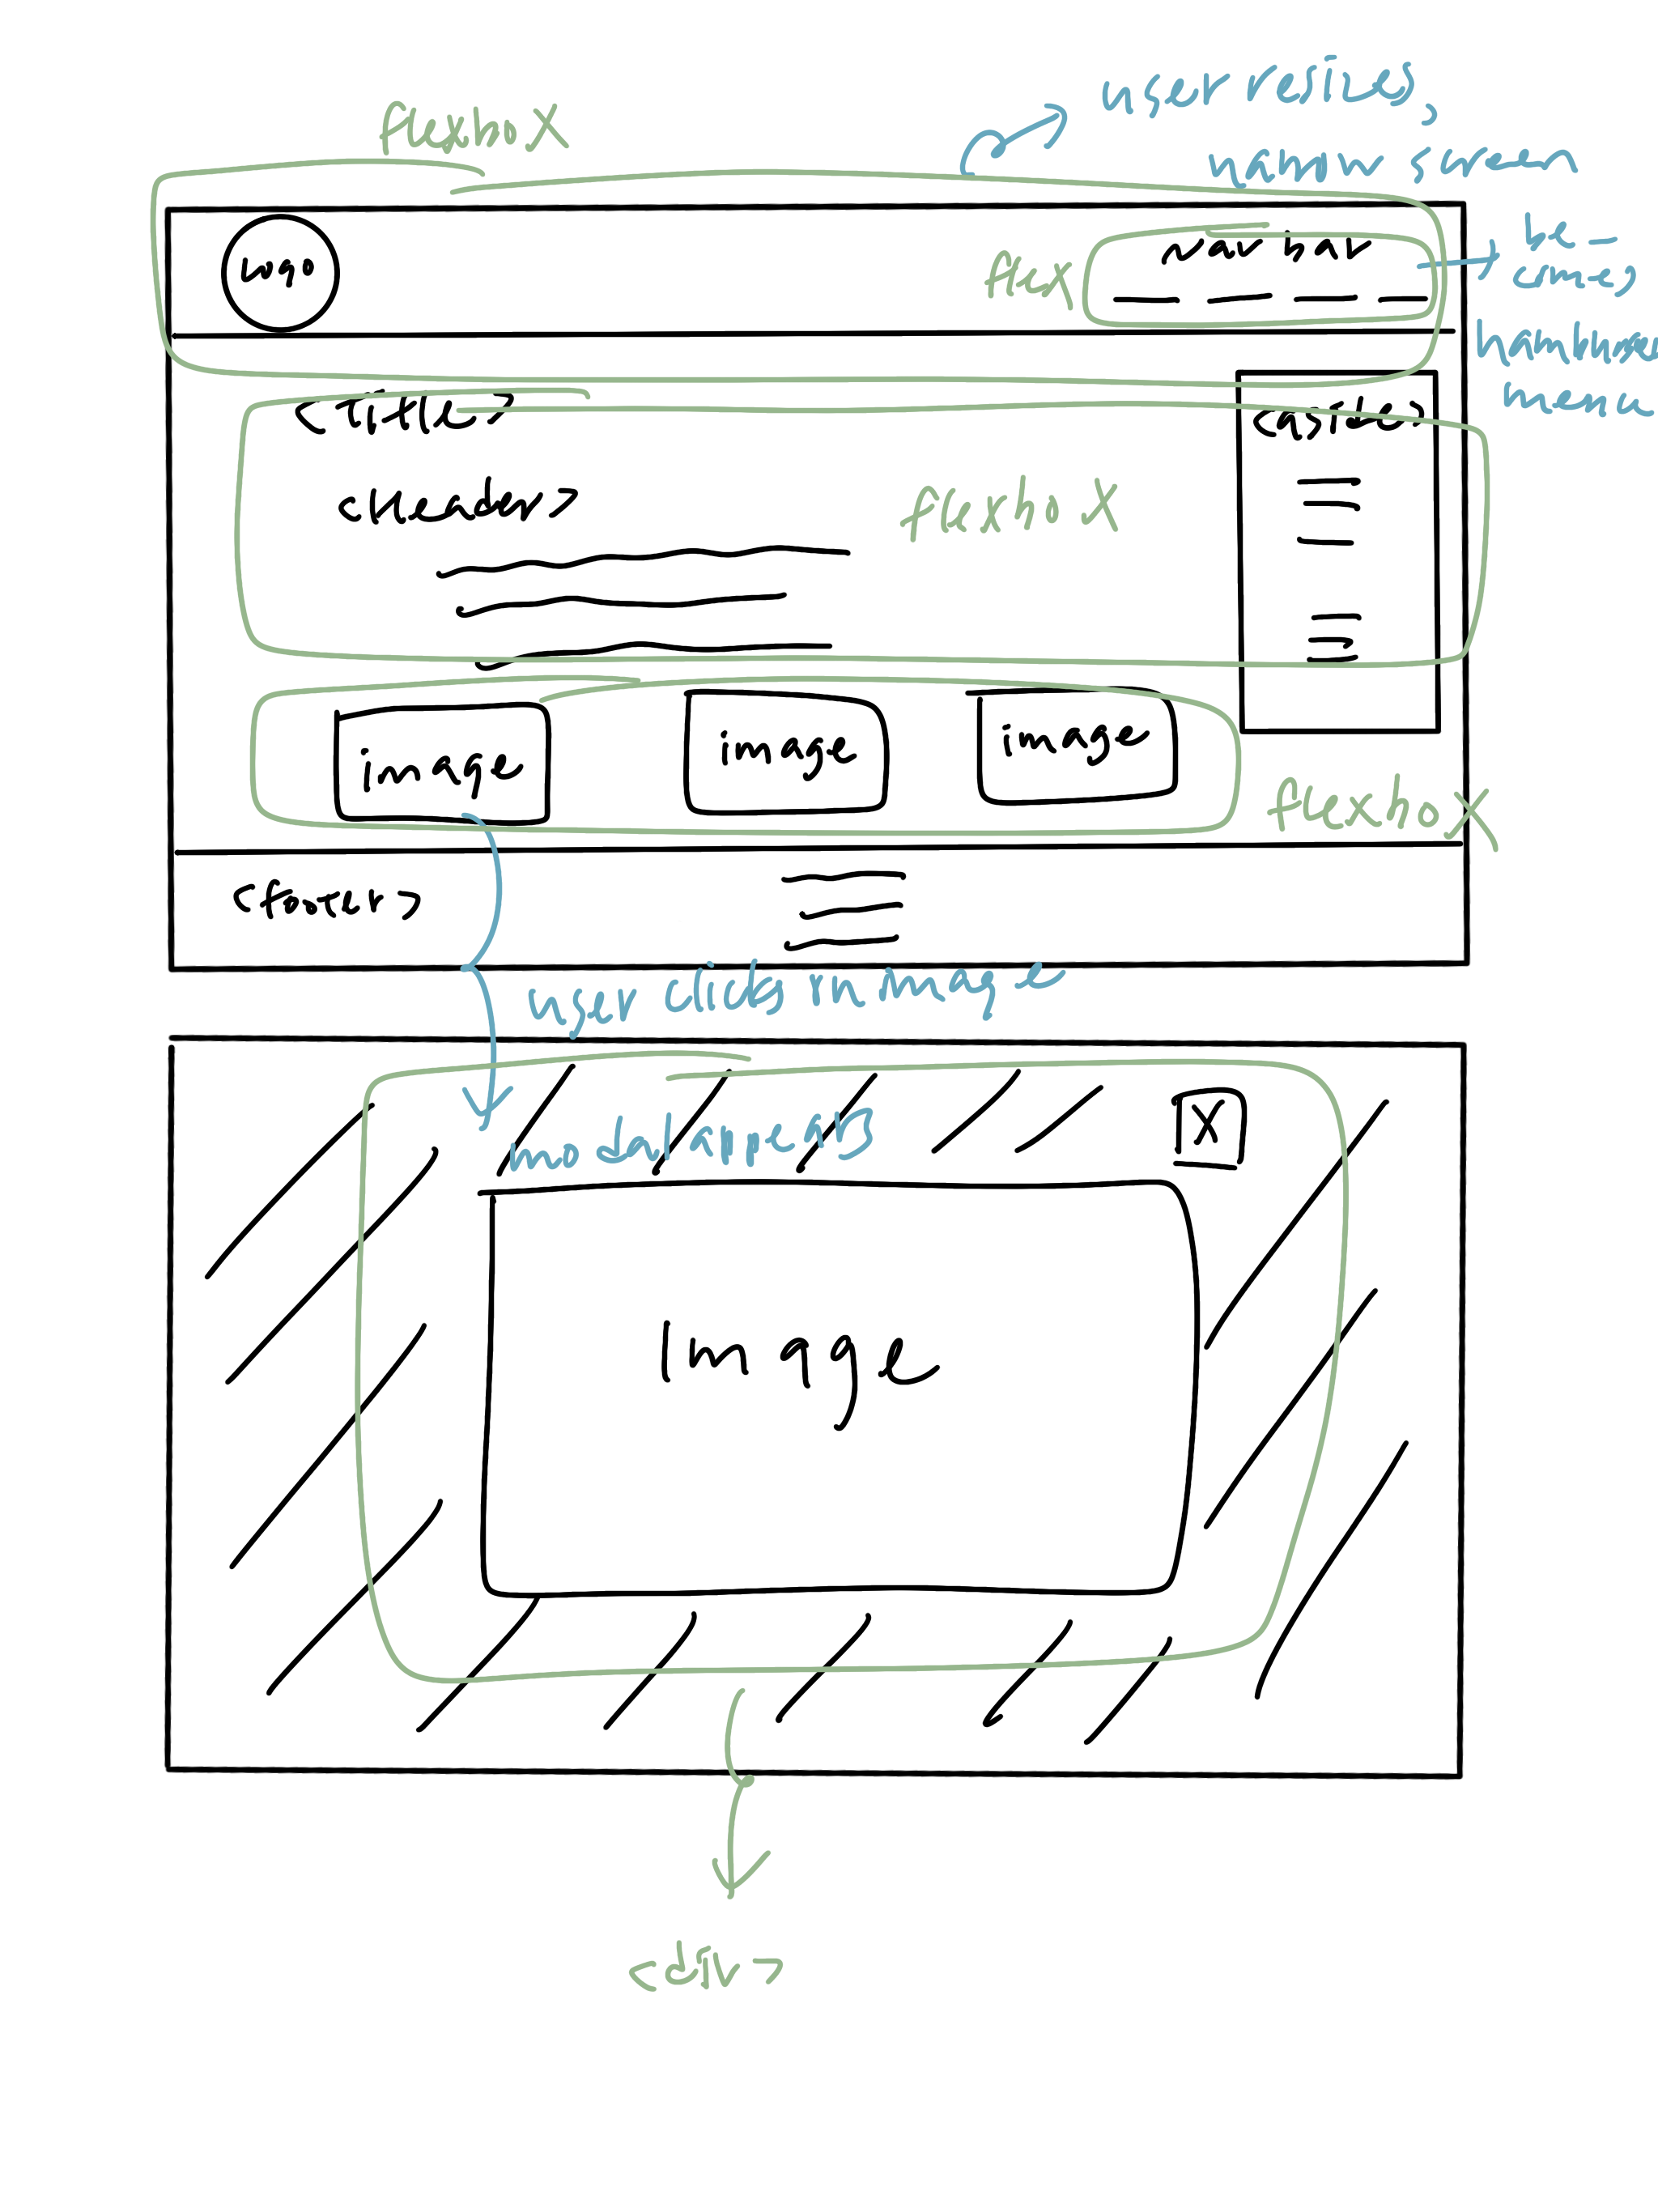 flexbox
user resizes,
window screen
logo
flex
nav bar
be-
comes
hamburger
menu
<title>
<aside>
<header>
flexbox
image
image
image
flexbox
<footer>
user clicks on image
modal appears
X
Image
<div>